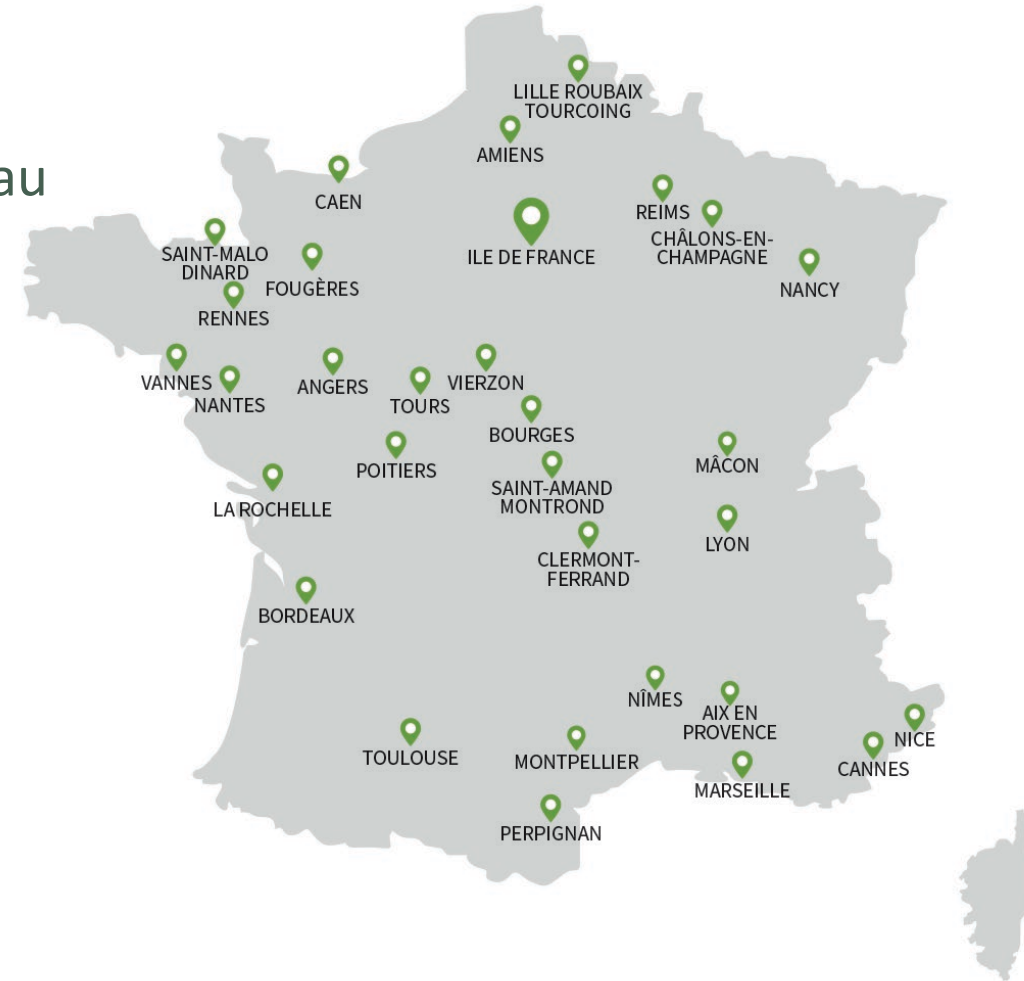 au
LILLE ROUBAIX
TOURCOING
AMIENS
CAEN
REIMS
CHÂLONS-EN-
CHAMPAGNE
ILE DE FRANCE
SAINT-MALO
DINARD
FOUGÈRES
NANCY
RENNES
VANNES
NANTES
ANGERS
TOURS
VIERZON
BOURGES
POITIERS
MÂCON
SAINT-AMAND
MONTROND
LA ROCHELLE
LYON
CLERMONT-
FERRAND
BORDEAUX
NÎMES
AIX EN
PROVENCE
NICE
CANNES
TOULOUSE
MONTPELLIER
MARSEILLE
PERPIGNAN